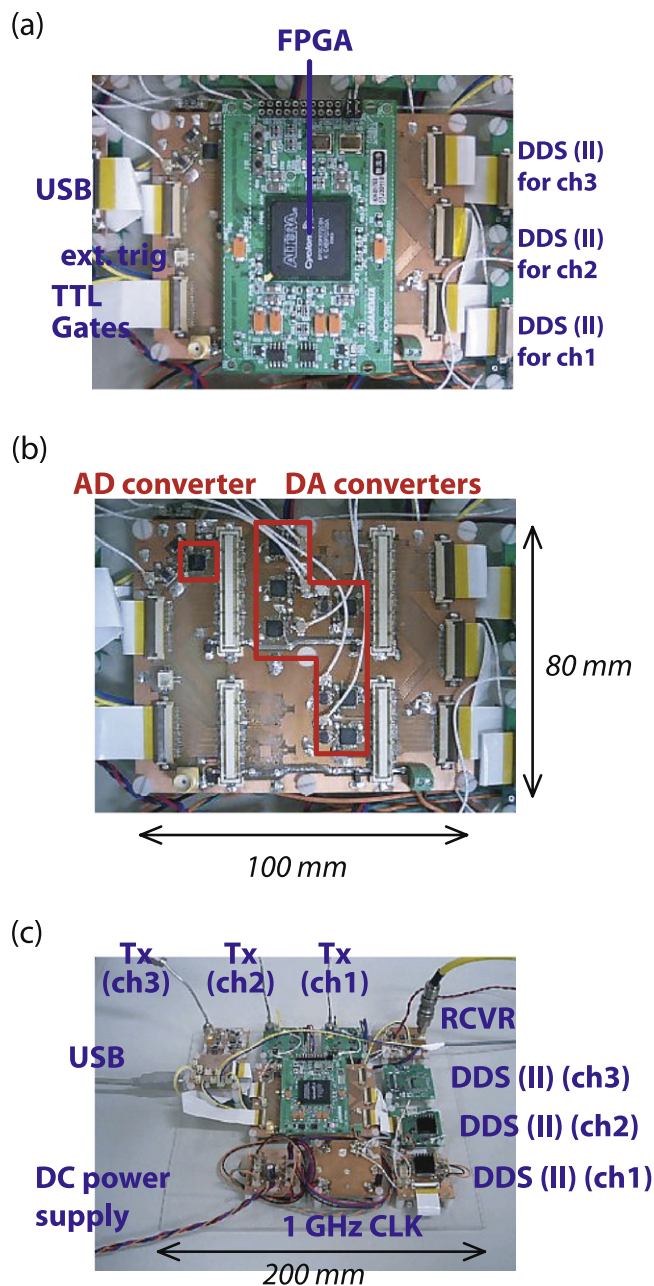 (a)
FPGA
USB
ext. trig
TTL
Gates
DDS (II)
for ch3
DDS (II)
for ch2
DDS (II)
for ch1
ALTERA
Cyclone
(b)
AD converter
DA converters
80 mm
100 mm
(c)
Tx
(ch3)
Tx
(ch2)
Tx
(ch1)
RCVR
USB
DDS (II) (ch3)
DDS (II) (ch2)
DDS (II) (ch1)
DC power
supply
1 GHz CLK
200 mm